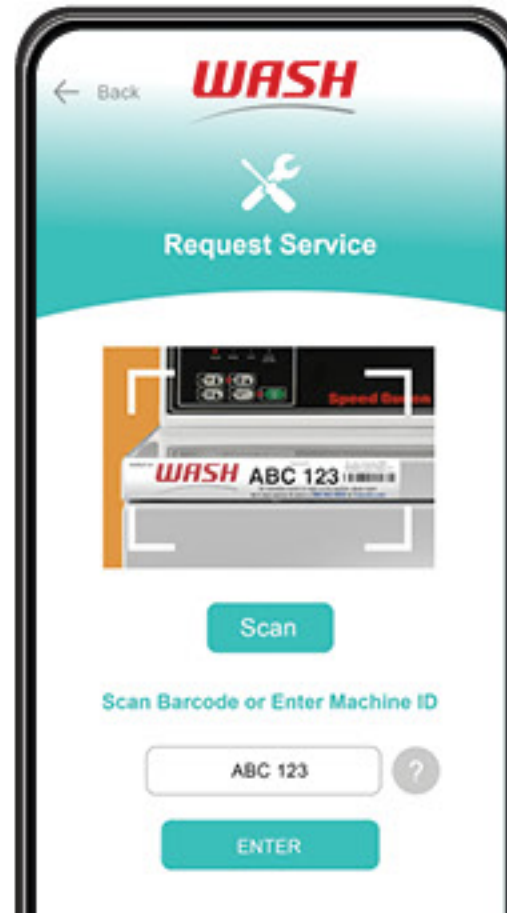 ← Back
WASH
Request Service
Speed Queen
WASH ABC 123
Scan
Scan Barcode or Enter Machine ID
ABC 123
?
ENTER